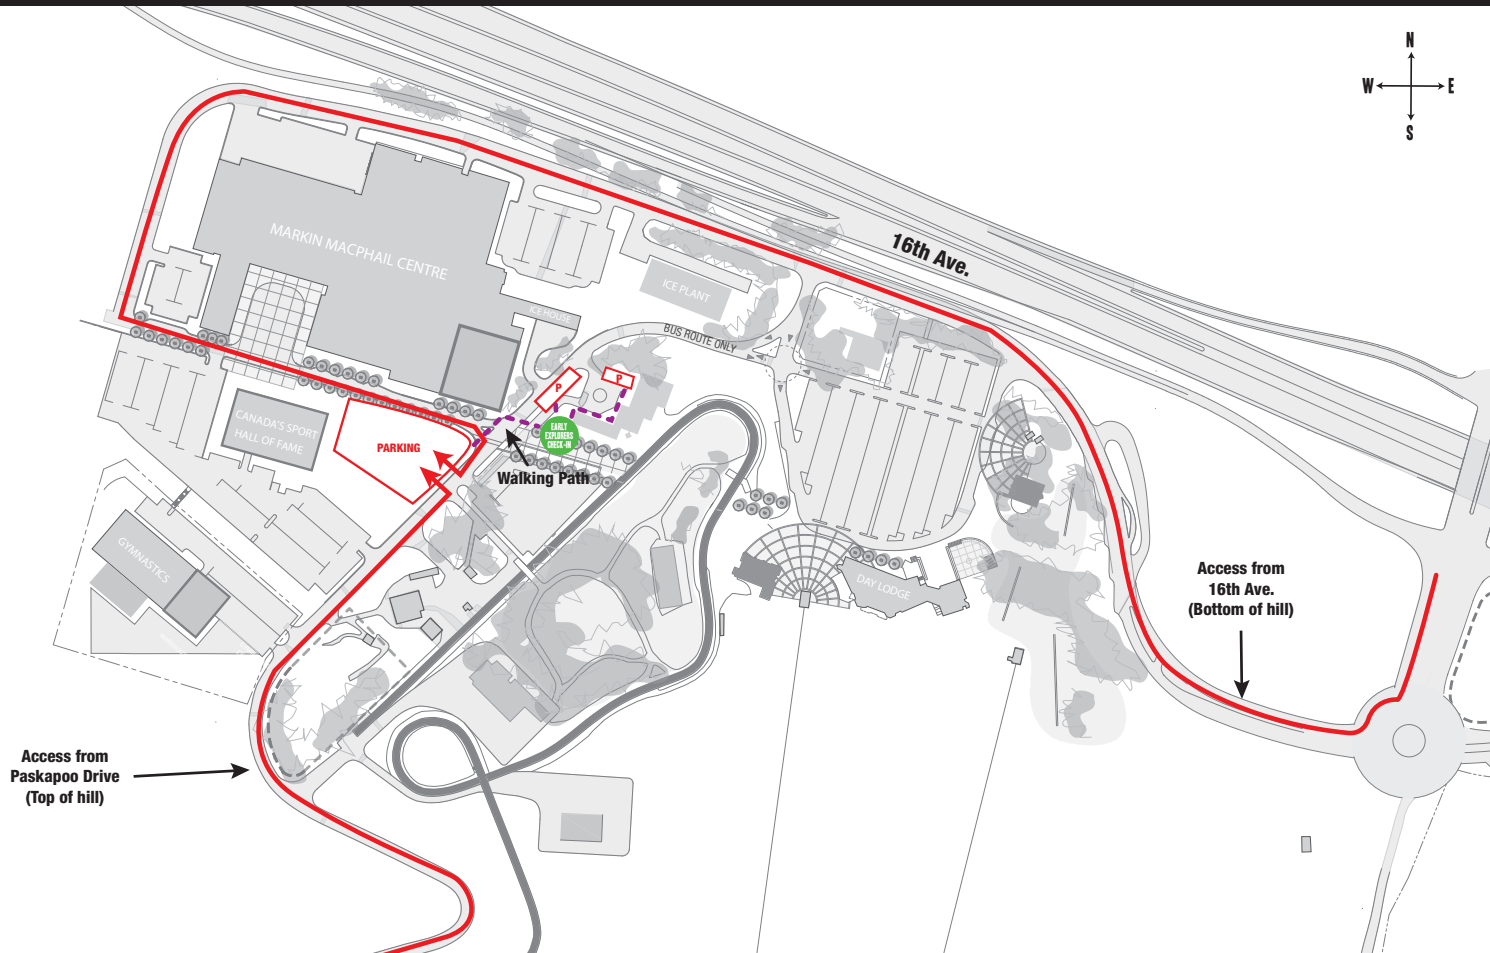 N
W E
S
16th Ave.
MARKIN MACPHAIL CENTRE
ICE PLANT
ICE HOUSE
BUS ROUTE ONLY
P
P
CANADA'S SPORT
HALL OF FAME
PARKING
EARLY
EXPLORERS
CHECK-IN
Walking Path
GYMNASTICS
DAY LODGE
Access from
16th Ave.
(Bottom of hill)
Access from
Paskapoo Drive
(Top of hill)